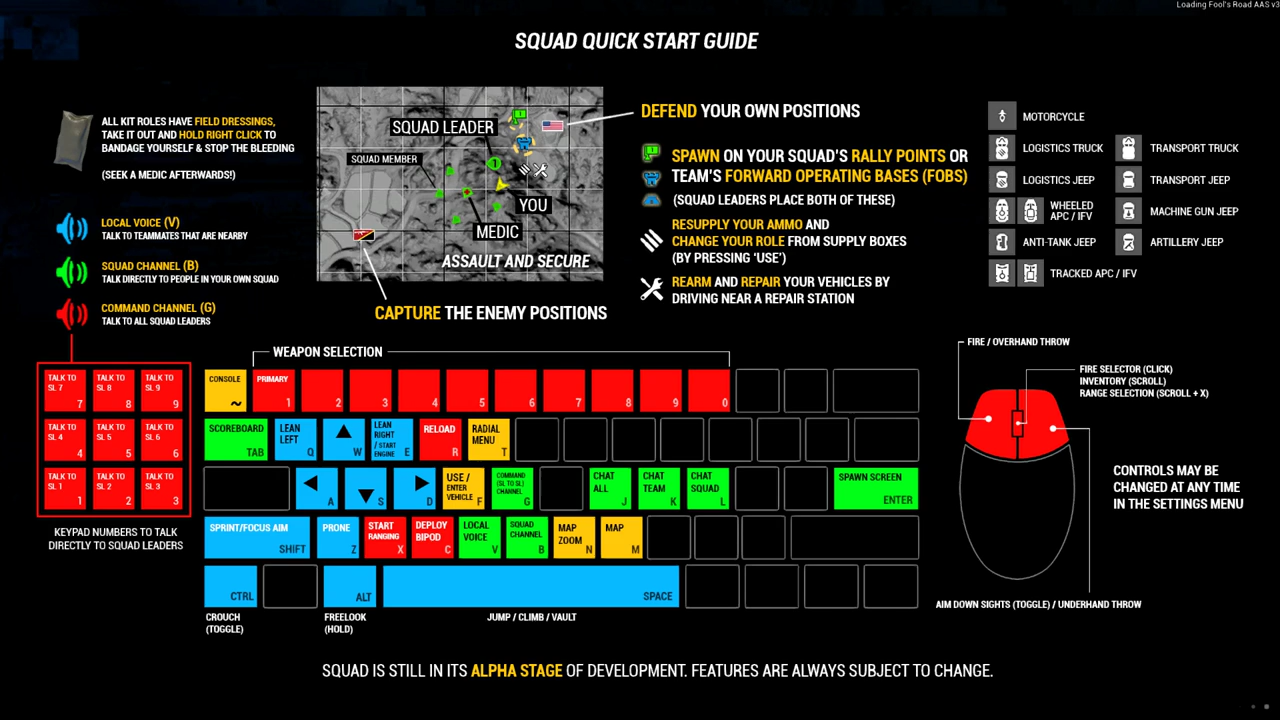 Loading Fool's Road AAS v3
SQUAD QUICK START GUIDE
ALL KIT ROLES HAVE FIELD DRESSINGS,
TAKE IT OUT AND HOLD RIGHT CLICK TO
BANDAGE YOURSELF & STOP THE BLEEDING
(SEEK A MEDIC AFTERWARDS!)
LOCAL VOICE (V)
TALK TO TEAMMATES THAT ARE NEARBY
SQUAD CHANNEL (B)
TALK DIRECTLY TO PEOPLE IN YOUR OWN SQUAD
COMMAND CHANNEL (G)
TALK TO ALL SQUAD LEADERS
SQUAD LEADER
SQUAD MEMBER
1
YOU
MEDIC
ASSAULT AND SECURE
CAPTURE THE ENEMY POSITIONS
DEFEND YOUR OWN POSITIONS
SPAWN ON YOUR SQUAD'S RALLY POINTS OR
TEAM'S FORWARD OPERATING BASES (FOBS)
(SQUAD LEADERS PLACE BOTH OF THESE)
RESUPPLY YOUR AMMO AND
CHANGE YOUR ROLE FROM SUPPLY BOXES
(BY PRESSING 'USE')
REARM AND REPAIR YOUR VEHICLES BY
DRIVING NEAR A REPAIR STATION
MOTORCYCLE
LOGISTICS TRUCK
TRANSPORT TRUCK
LOGISTICS JEEP
TRANSPORT JEEP
WHEELED
APC / IFV
MACHINE GUN JEEP
ANTI-TANK JEEP
ARTILLERY JEEP
TRACKED APC / IFV
TALK TO
SL 7
7
TALK TO
SL 8
8
TALK TO
SL 9
9
TALK TO
SL 4
4
TALK TO
SL 5
5
TALK TO
SL 6
6
TALK TO
SL 1
1
TALK TO
SL 2
2
TALK TO
SL 3
3
KEYPAD NUMBERS TO TALK
DIRECTLY TO SQUAD LEADERS
WEAPON SELECTION
CONSOLE
~
PRIMARY
1
2
3
4
5
6
7
8
9
0
SCOREBOARD
TAB
LEAN
LEFT
Q
W
LEAN
RIGHT
/ START
ENGINE
E
RELOAD
R
RADIAL
MENU
T
A
S
D
USE /
ENTER
VEHICLE
F
COMMAND
(SL TO SL)
CHANNEL
G
CHAT
ALL
J
CHAT
TEAM
K
CHAT
SQUAD
L
SPAWN SCREEN
ENTER
SPRINT/FOCUS AIM
SHIFT
PRONE
Z
START
RANGING
X
DEPLOY
BIPOD
C
LOCAL
VOICE
V
SQUAD
CHANNEL
B
MAP
ZOOM
N
MAP
M
CTRL
ALT
SPACE
CROUCH
(TOGGLE)
FREELOOK
(HOLD)
JUMP / CLIMB / VAULT
FIRE / OVERHAND THROW
FIRE SELECTOR (CLICK)
INVENTORY (SCROLL)
RANGE SELECTION (SCROLL + X)
CONTROLS MAY BE
CHANGED AT ANY TIME
IN THE SETTINGS MENU
AIM DOWN SIGHTS (TOGGLE) / UNDERHAND THROW
SQUAD IS STILL IN ITS ALPHA STAGE OF DEVELOPMENT. FEATURES ARE ALWAYS SUBJECT TO CHANGE.